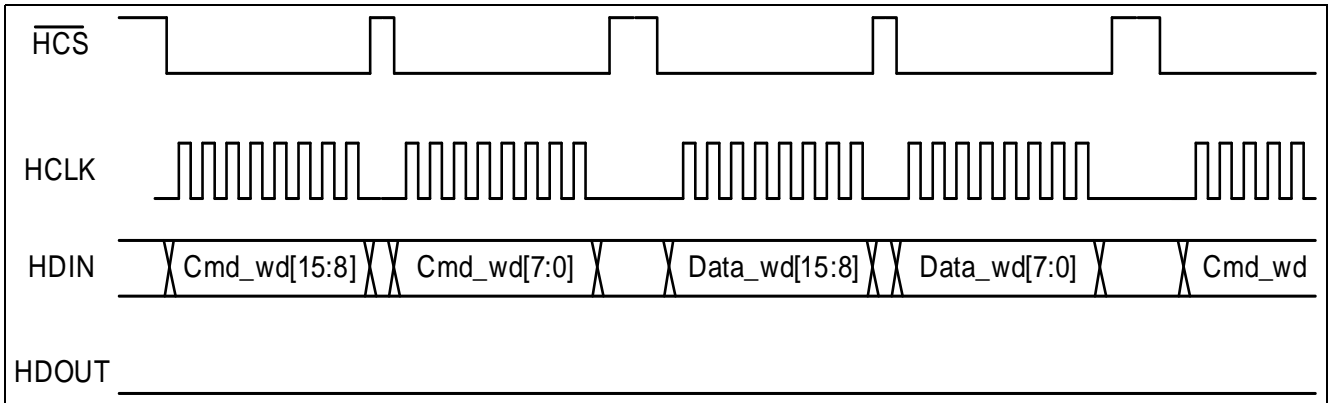 HCS
HCLK
HDIN Cmd_wd[15:8] Cmd_wd[7:0] Data_wd[15:8] Data_wd[7:0] Cmd_wd
HDOUT